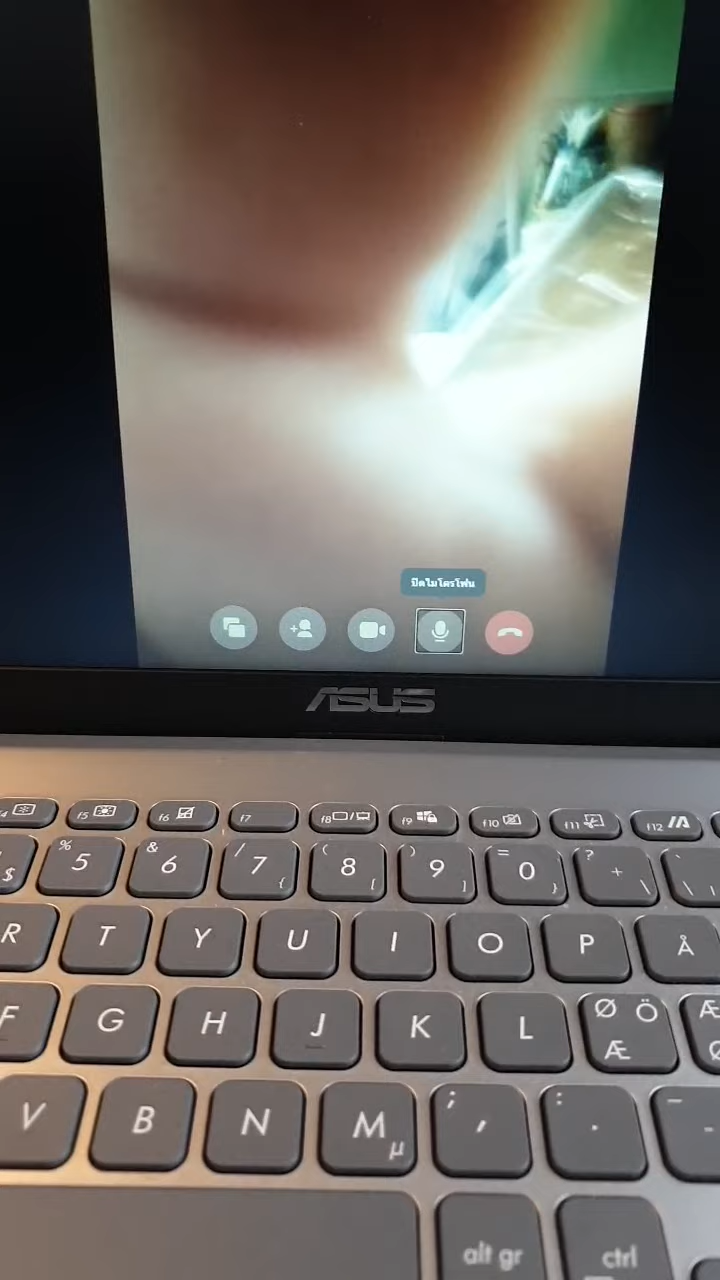 ปิดไมโครโฟน
ASUS
f4 f5 f6 f7 f8 f9 f10 f11 f12
$ % 5 & 6 / 7 { ( 8 [ ) 9 ] = 0 } ? + \ ` \
R T Y U I O P Å
F G H J K L Ø Ö Æ Æ Ø
V B N M µ ; , : . _ -
alt gr ctrl